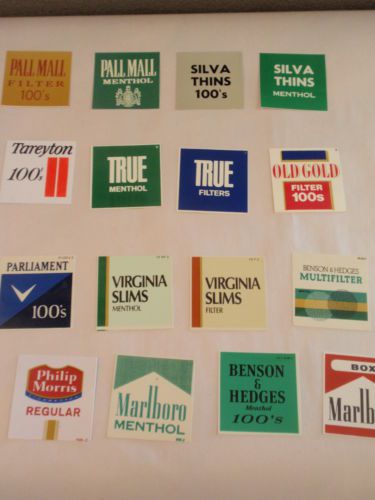 PALL MALL
FILTER
100's
PALL MALL
MENTHOL
SILVA
THINS
100's
SILVA
THINS
MENTHOL
Tareyton
100's
TRUE
MENTHOL
TRUE
FILTERS
OLD GOLD
FILTER
100s
PARLIAMENT
100's
VIRGINIA
SLIMS
MENTHOL
VIRGINIA
SLIMS
FILTER
BENSON & HEDGES
MULTIFILTER
Philip
Morris
REGULAR
Marlboro
MENTHOL
BENSON
&
HEDGES
Menthol
100's
BOX
Marlb